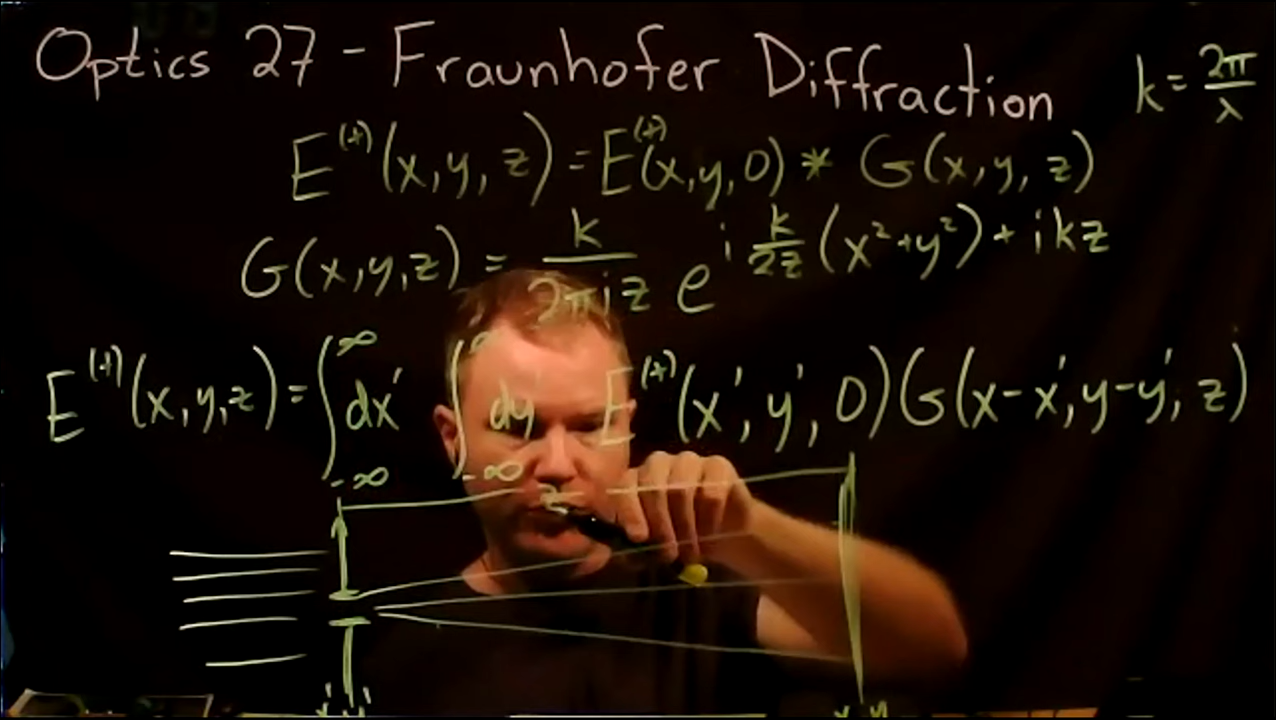 Optics 27 - Fraunhofer Diffraction k = 2π/λ
E⁽⁺⁾(x, y, z) = E⁽⁺⁾(x, y, 0) * G(x, y, z)
G(x, y, z) = k/(2πiz) e^{i k/(2z) (x² + y²) + ikz}
E⁽⁺⁾(x, y, z) = ∫_{-∞}^{∞} dx' ∫_{-∞}^{∞} dy' E⁽⁺⁾(x', y', 0) G(x - x', y - y', z)
z
x' y' x y